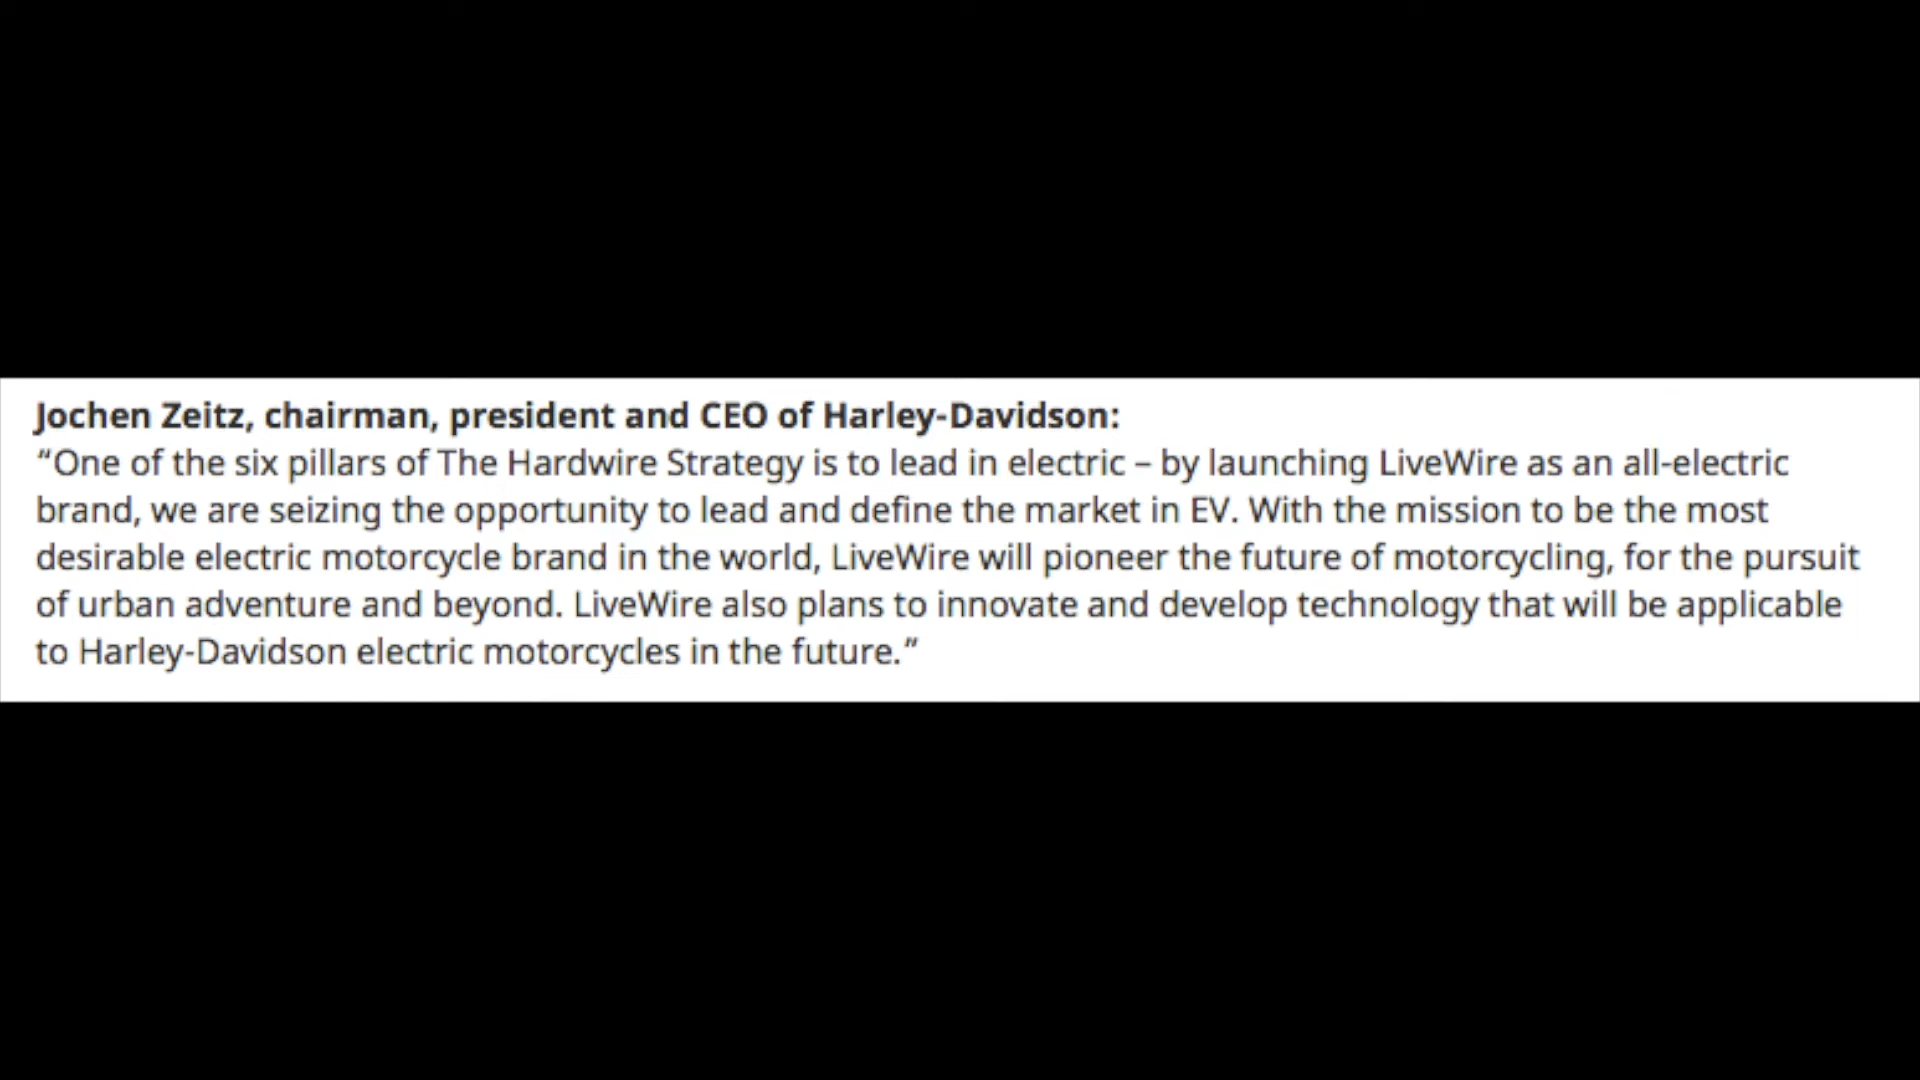 Jochen Zeitz, chairman, president and CEO of Harley-Davidson:
“One of the six pillars of The Hardwire Strategy is to lead in electric – by launching LiveWire as an all-electric
brand, we are seizing the opportunity to lead and define the market in EV. With the mission to be the most
desirable electric motorcycle brand in the world, LiveWire will pioneer the future of motorcycling, for the pursuit
of urban adventure and beyond. LiveWire also plans to innovate and develop technology that will be applicable
to Harley-Davidson electric motorcycles in the future.”